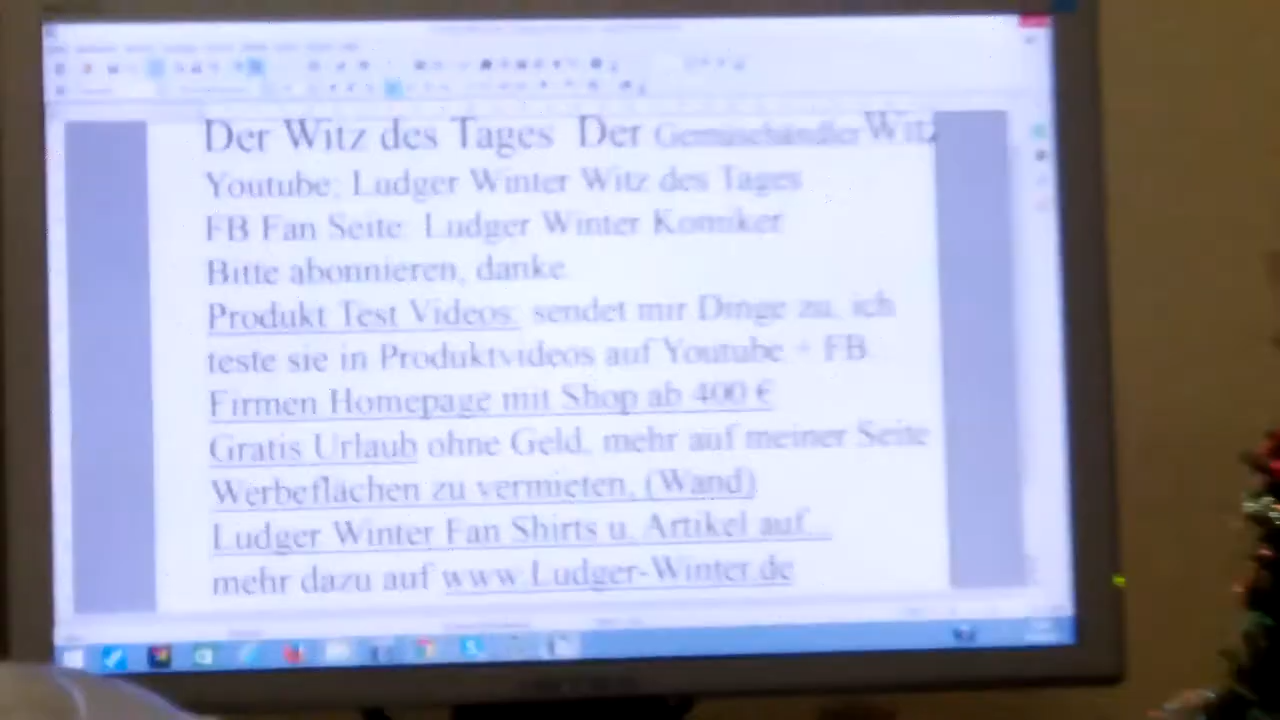 Der Witz des Tages Der Gemüsehändler Witz
Youtube: Ludger Winter Witz des Tages
FB Fan Seite: Ludger Winter Komiker
Bitte abonnieren, danke
Produkt Test Videos: sendet mir Dinge zu, ich
teste sie in Produktvideos auf Youtube + FB
Firmen Homepage mit Shop ab 400 €
Gratis Urlaub ohne Geld, mehr auf meiner Seite
Werbeflächen zu vermieten, (Wand)
Ludger Winter Fan Shirts u. Artikel auf...
mehr dazu auf www.Ludger-Winter.de